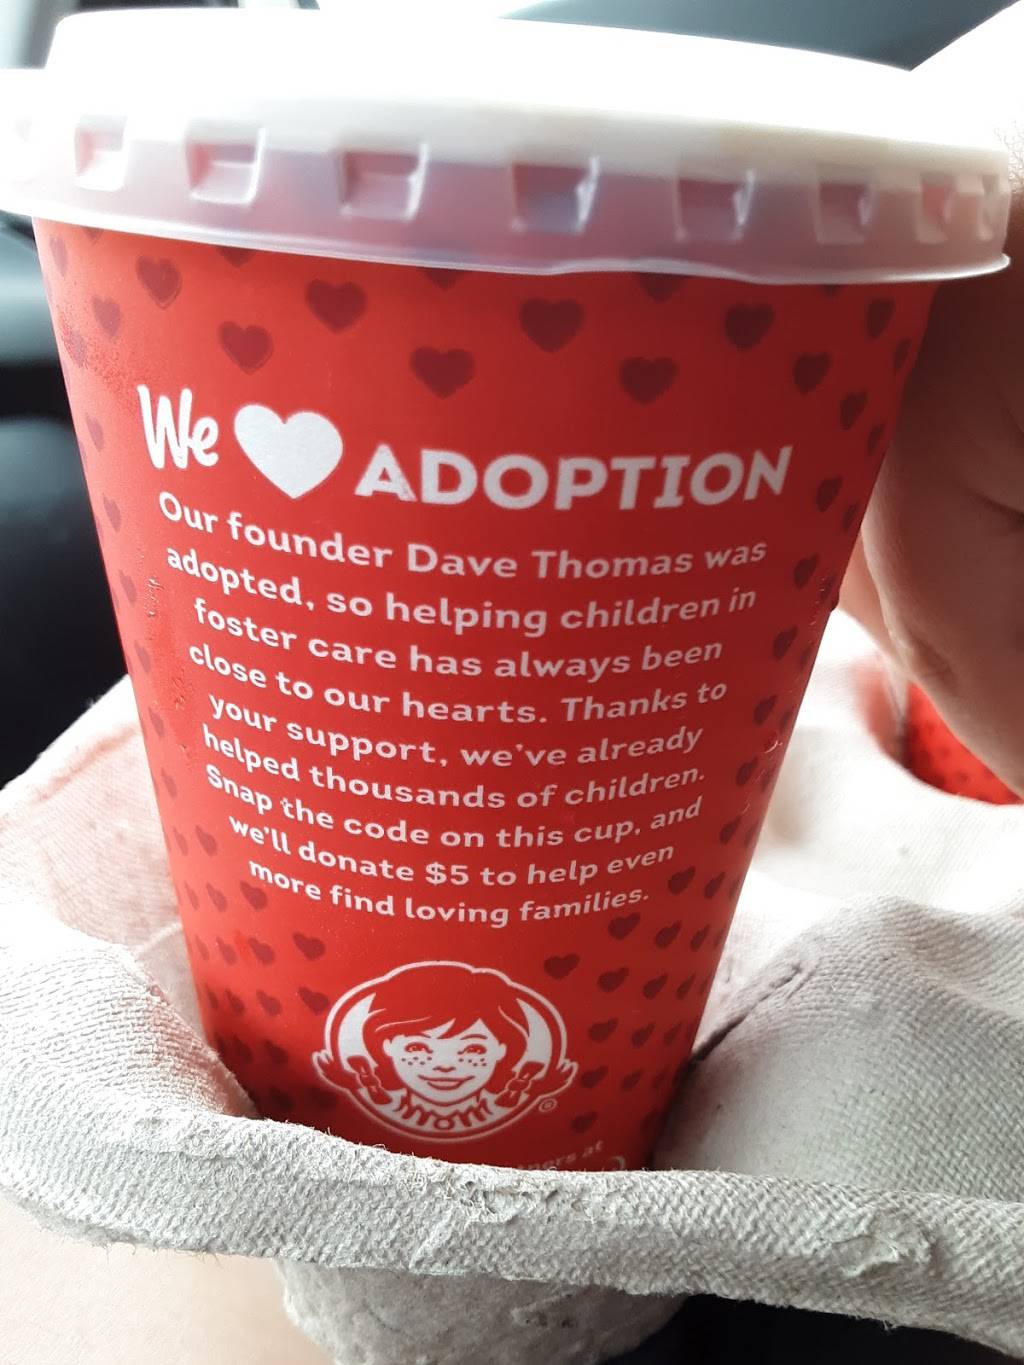 We ♥ ADOPTION
Our founder Dave Thomas was
adopted, so helping children in
foster care has always been
close to our hearts. Thanks to
your support, we've already
helped thousands of children.
Snap the code on this cup, and
we'll donate $5 to help even
more find loving families.
®
at